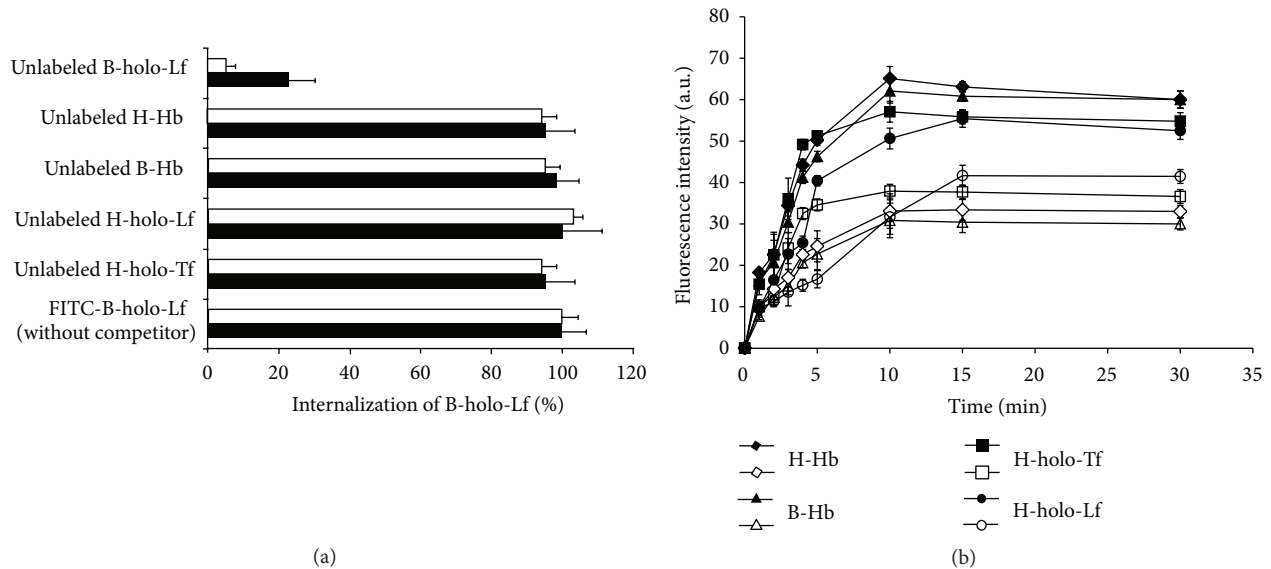 Unlabeled B-holo-Lf
Unlabeled H-Hb
Unlabeled B-Hb
Unlabeled H-holo-Lf
Unlabeled H-holo-Tf
FITC-B-holo-Lf
(without competitor)
0 20 40 60 80 100 120
Internalization of B-holo-Lf (%)
(a)
Fluorescence intensity (a.u.)
80
70
60
50
40
30
20
10
0
0 5 10 15 20 25 30 35
Time (min)
H-Hb
B-Hb
H-holo-Tf
H-holo-Lf
(b)